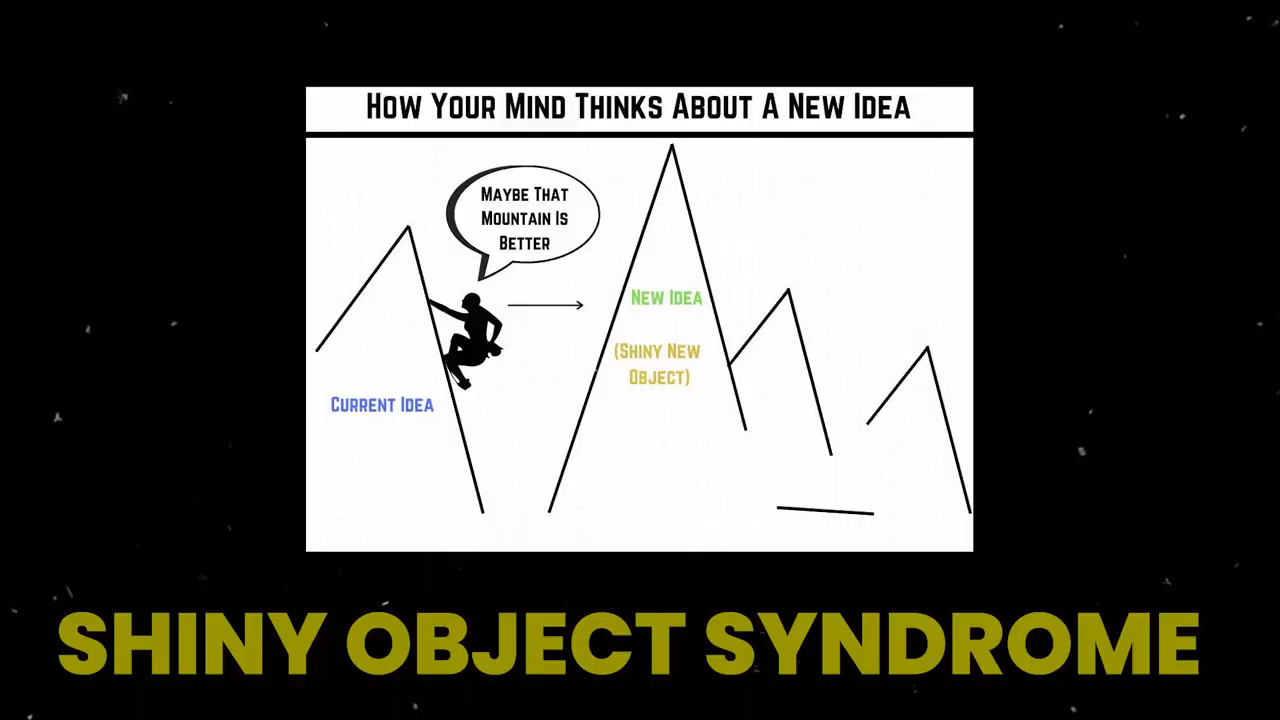 How Your Mind Thinks About A New Idea
Maybe That
Mountain Is
Better
New Idea
(Shiny New
Object)
Current Idea
SHINY OBJECT SYNDROME